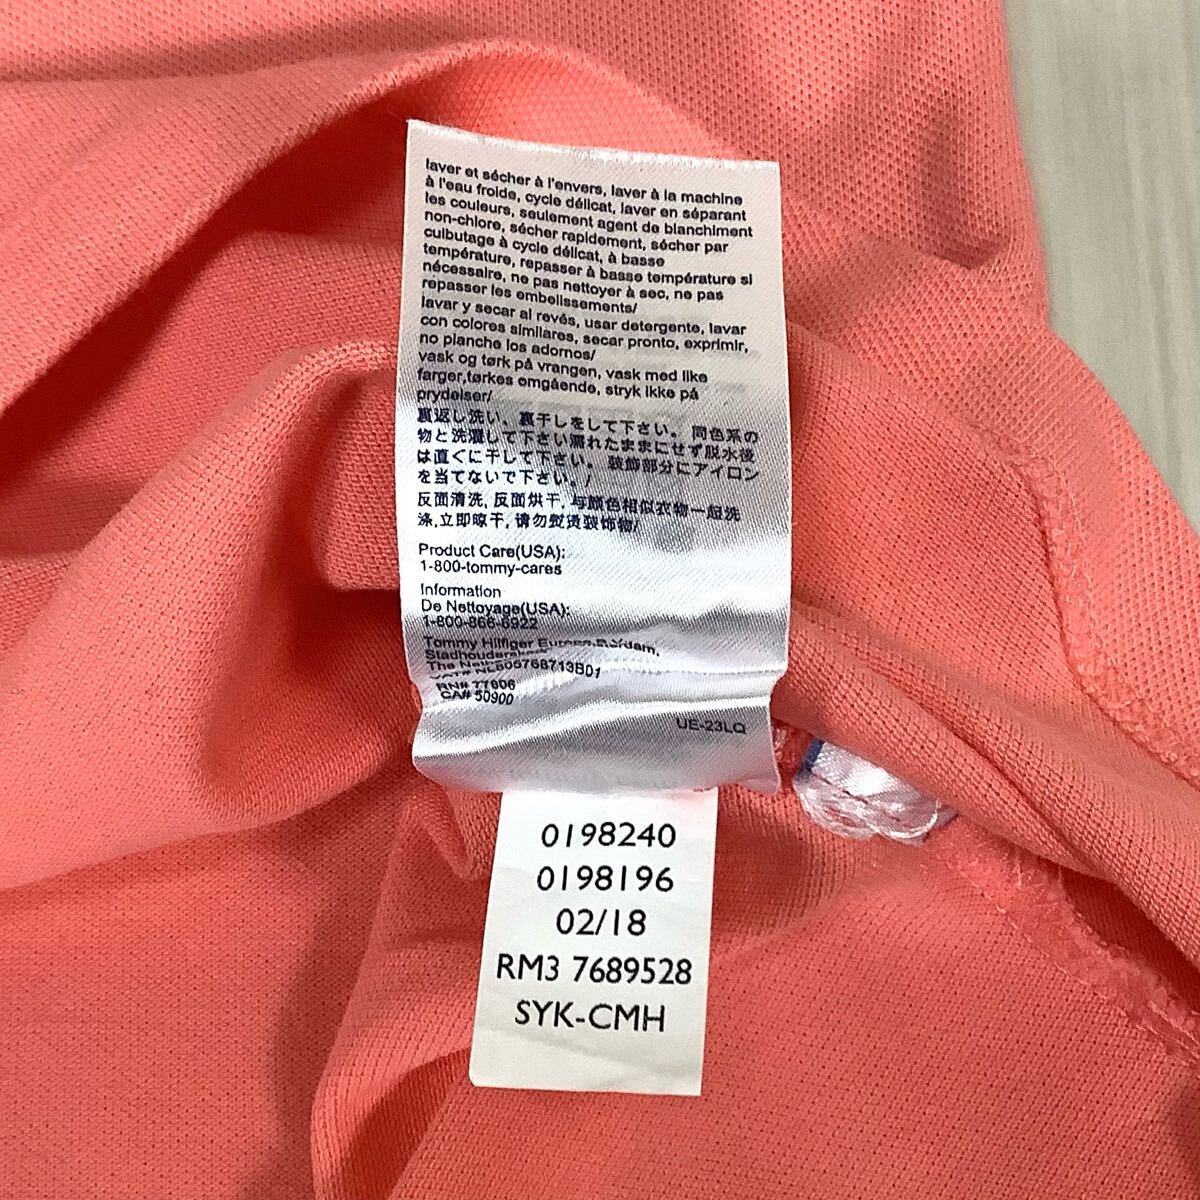 laver et sécher à l'envers, laver à la machine
à l'eau froide, cycle délicat, laver en séparant
les couleurs, seulement agent de blanchiment
non-chlore, sécher rapidement, sécher par
culbutage à cycle délicat, à basse
température, repasser à basse température si
nécessaire, ne pas nettoyer à sec, ne pas
repasser les embellissements/
lavar y secar al revés, usar detergente, lavar
con colores similares, secar pronto, exprimir,
no planche los adornos/
vask og tørk på vrangen, vask med like
farger,tørkes omgående, stryk ikke på
prydelser/
裏返し洗い、裏干しをして下さい。同色系の
物と洗濯して下さい濡れたままにせず脱水後
は直ぐに干して下さい。装飾部分にアイロン
を当てないで下さい。/
反面清洗, 反面烘干, 与颜色相似衣物一起洗
涤,立即晾干,请勿熨烫装饰物/
Product Care(USA):
1-800-tommy-cares
Information
De Nettoyage(USA):
1-800-866-6922
Tommy Hilfiger
The
VAT# NL806768713B01
RN# 77806
CA# 50900
UE-23LQ
0198240
0198196
02/18
RM3 7689528
SYK-CMH